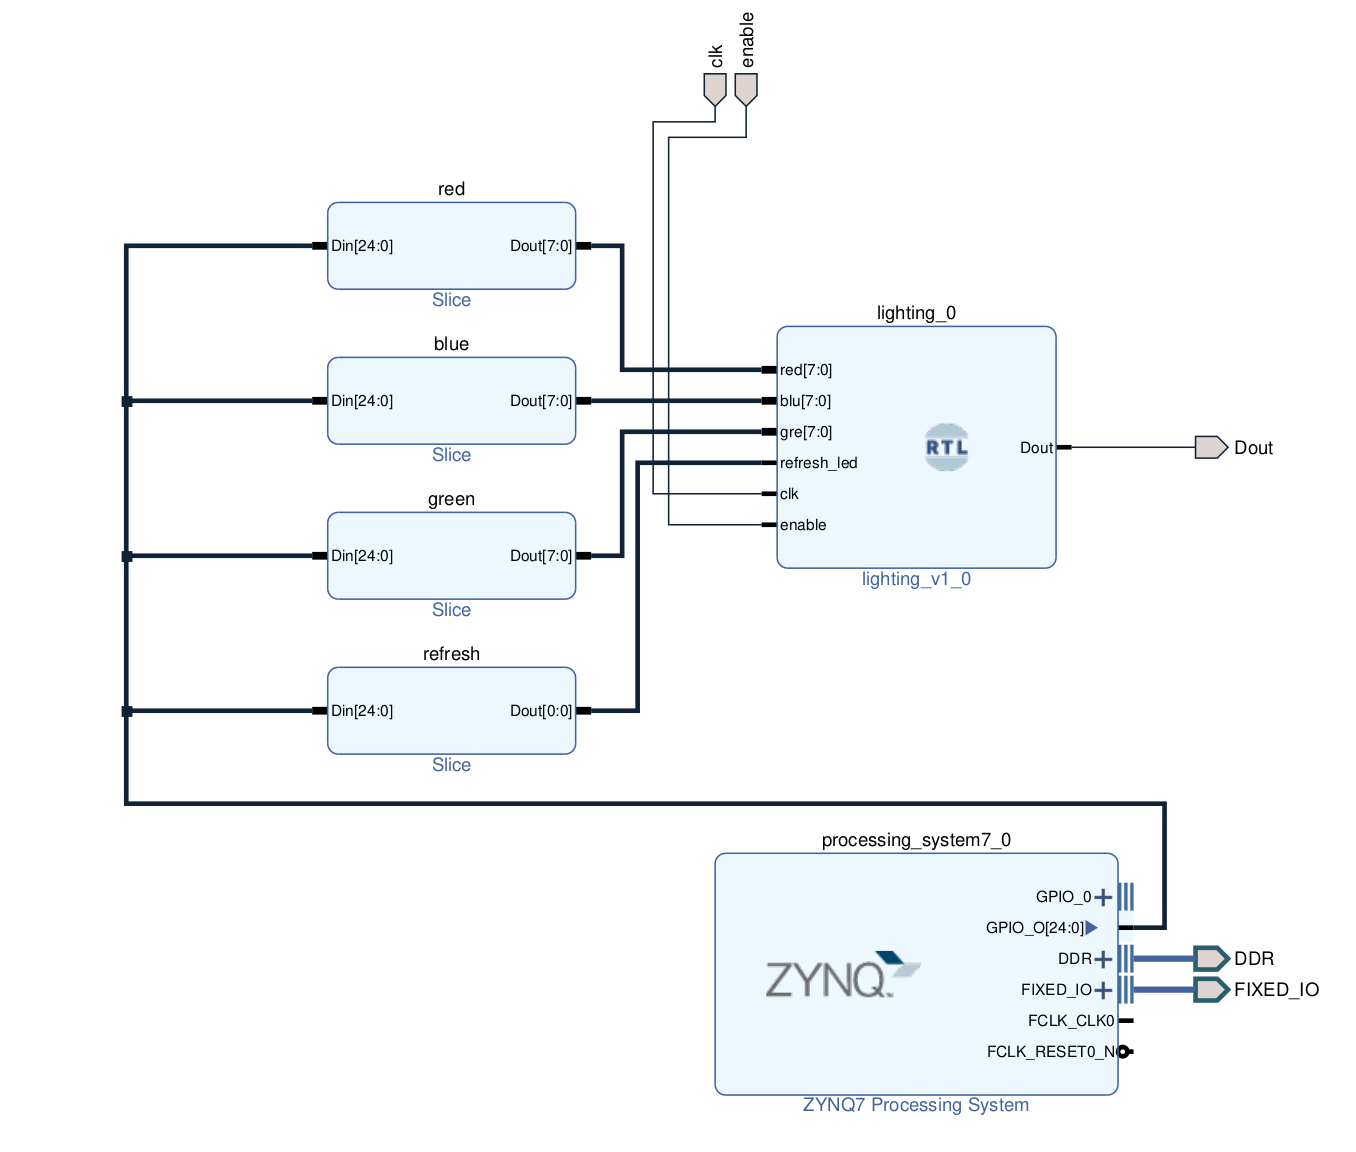 clk
enable
red
Din[24:0]
Dout[7:0]
Slice
blue
Din[24:0]
Dout[7:0]
Slice
green
Din[24:0]
Dout[7:0]
Slice
refresh
Din[24:0]
Dout[0:0]
Slice
lighting_0
red[7:0]
blu[7:0]
gre[7:0]
refresh_led
clk
enable
RTL
Dout
lighting_v1_0
Dout
processing_system7_0
GPIO_0
GPIO_O[24:0]
DDR
FIXED_IO
FCLK_CLK0
FCLK_RESET0_N
ZYNQ
ZYNQ7 Processing System
DDR
FIXED_IO